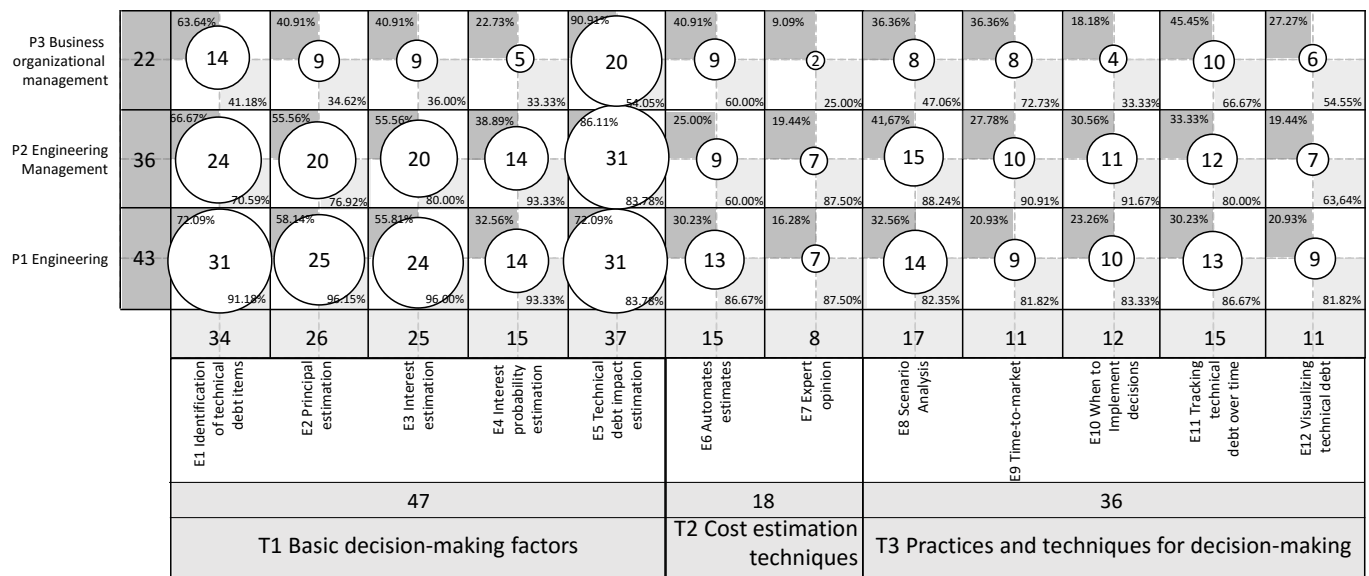 63.64% 40.91% 40.91% 22.73% 90.91% 40.91% 9.09% 36.36% 36.36% 18.18% 45.45% 27.27%
P3 Business
organizational
management
22 14 9 9 5 20 9 2 8 8 4 10 6
41.18% 34.62% 36.00% 33.33% 54.05% 60.00% 25.00% 47.06% 72.73% 33.33% 66.67% 54.55%
66.67% 55.56% 55.56% 38.89% 86.11% 25.00% 19.44% 41,67% 27.78% 30.56% 33.33% 19.44%
P2 Engineering
Management
36 24 20 20 14 31 9 7 15 10 11 12 7
70.59% 76.92% 80.00% 93.33% 83.78% 60.00% 87.50% 88.24% 90.91% 91.67% 80.00% 63,64%
72.09% 58.14% 55.81% 32.56% 72.09% 30.23% 16.28% 32.56% 20.93% 23.26% 30.23% 20.93%
P1 Engineering
43 31 25 24 14 31 13 7 14 9 10 13 9
91.18% 96.15% 96.00% 93.33% 83.78% 86.67% 87.50% 82.35% 81.82% 83.33% 86.67% 81.82%
34 26 25 15 37 15 8 17 11 12 15 11
E1 Identification
of technical
debt items
E2 Principal
estimation
E3 Interest
estimation
E4 Interest
probability
estimation
E5 Technical
debt impact
estimation
E6 Automates
estimates
E7 Expert
opinion
E8 Scenario
Analysis
E9 Time-to-market
E10 When to
Implement
decisions
E11 Tracking
technical
debt over time
E12 Visualizing
technical debt
47 18 36
T1 Basic decision-making factors
T2 Cost estimation
techniques
T3 Practices and techniques for decision-making